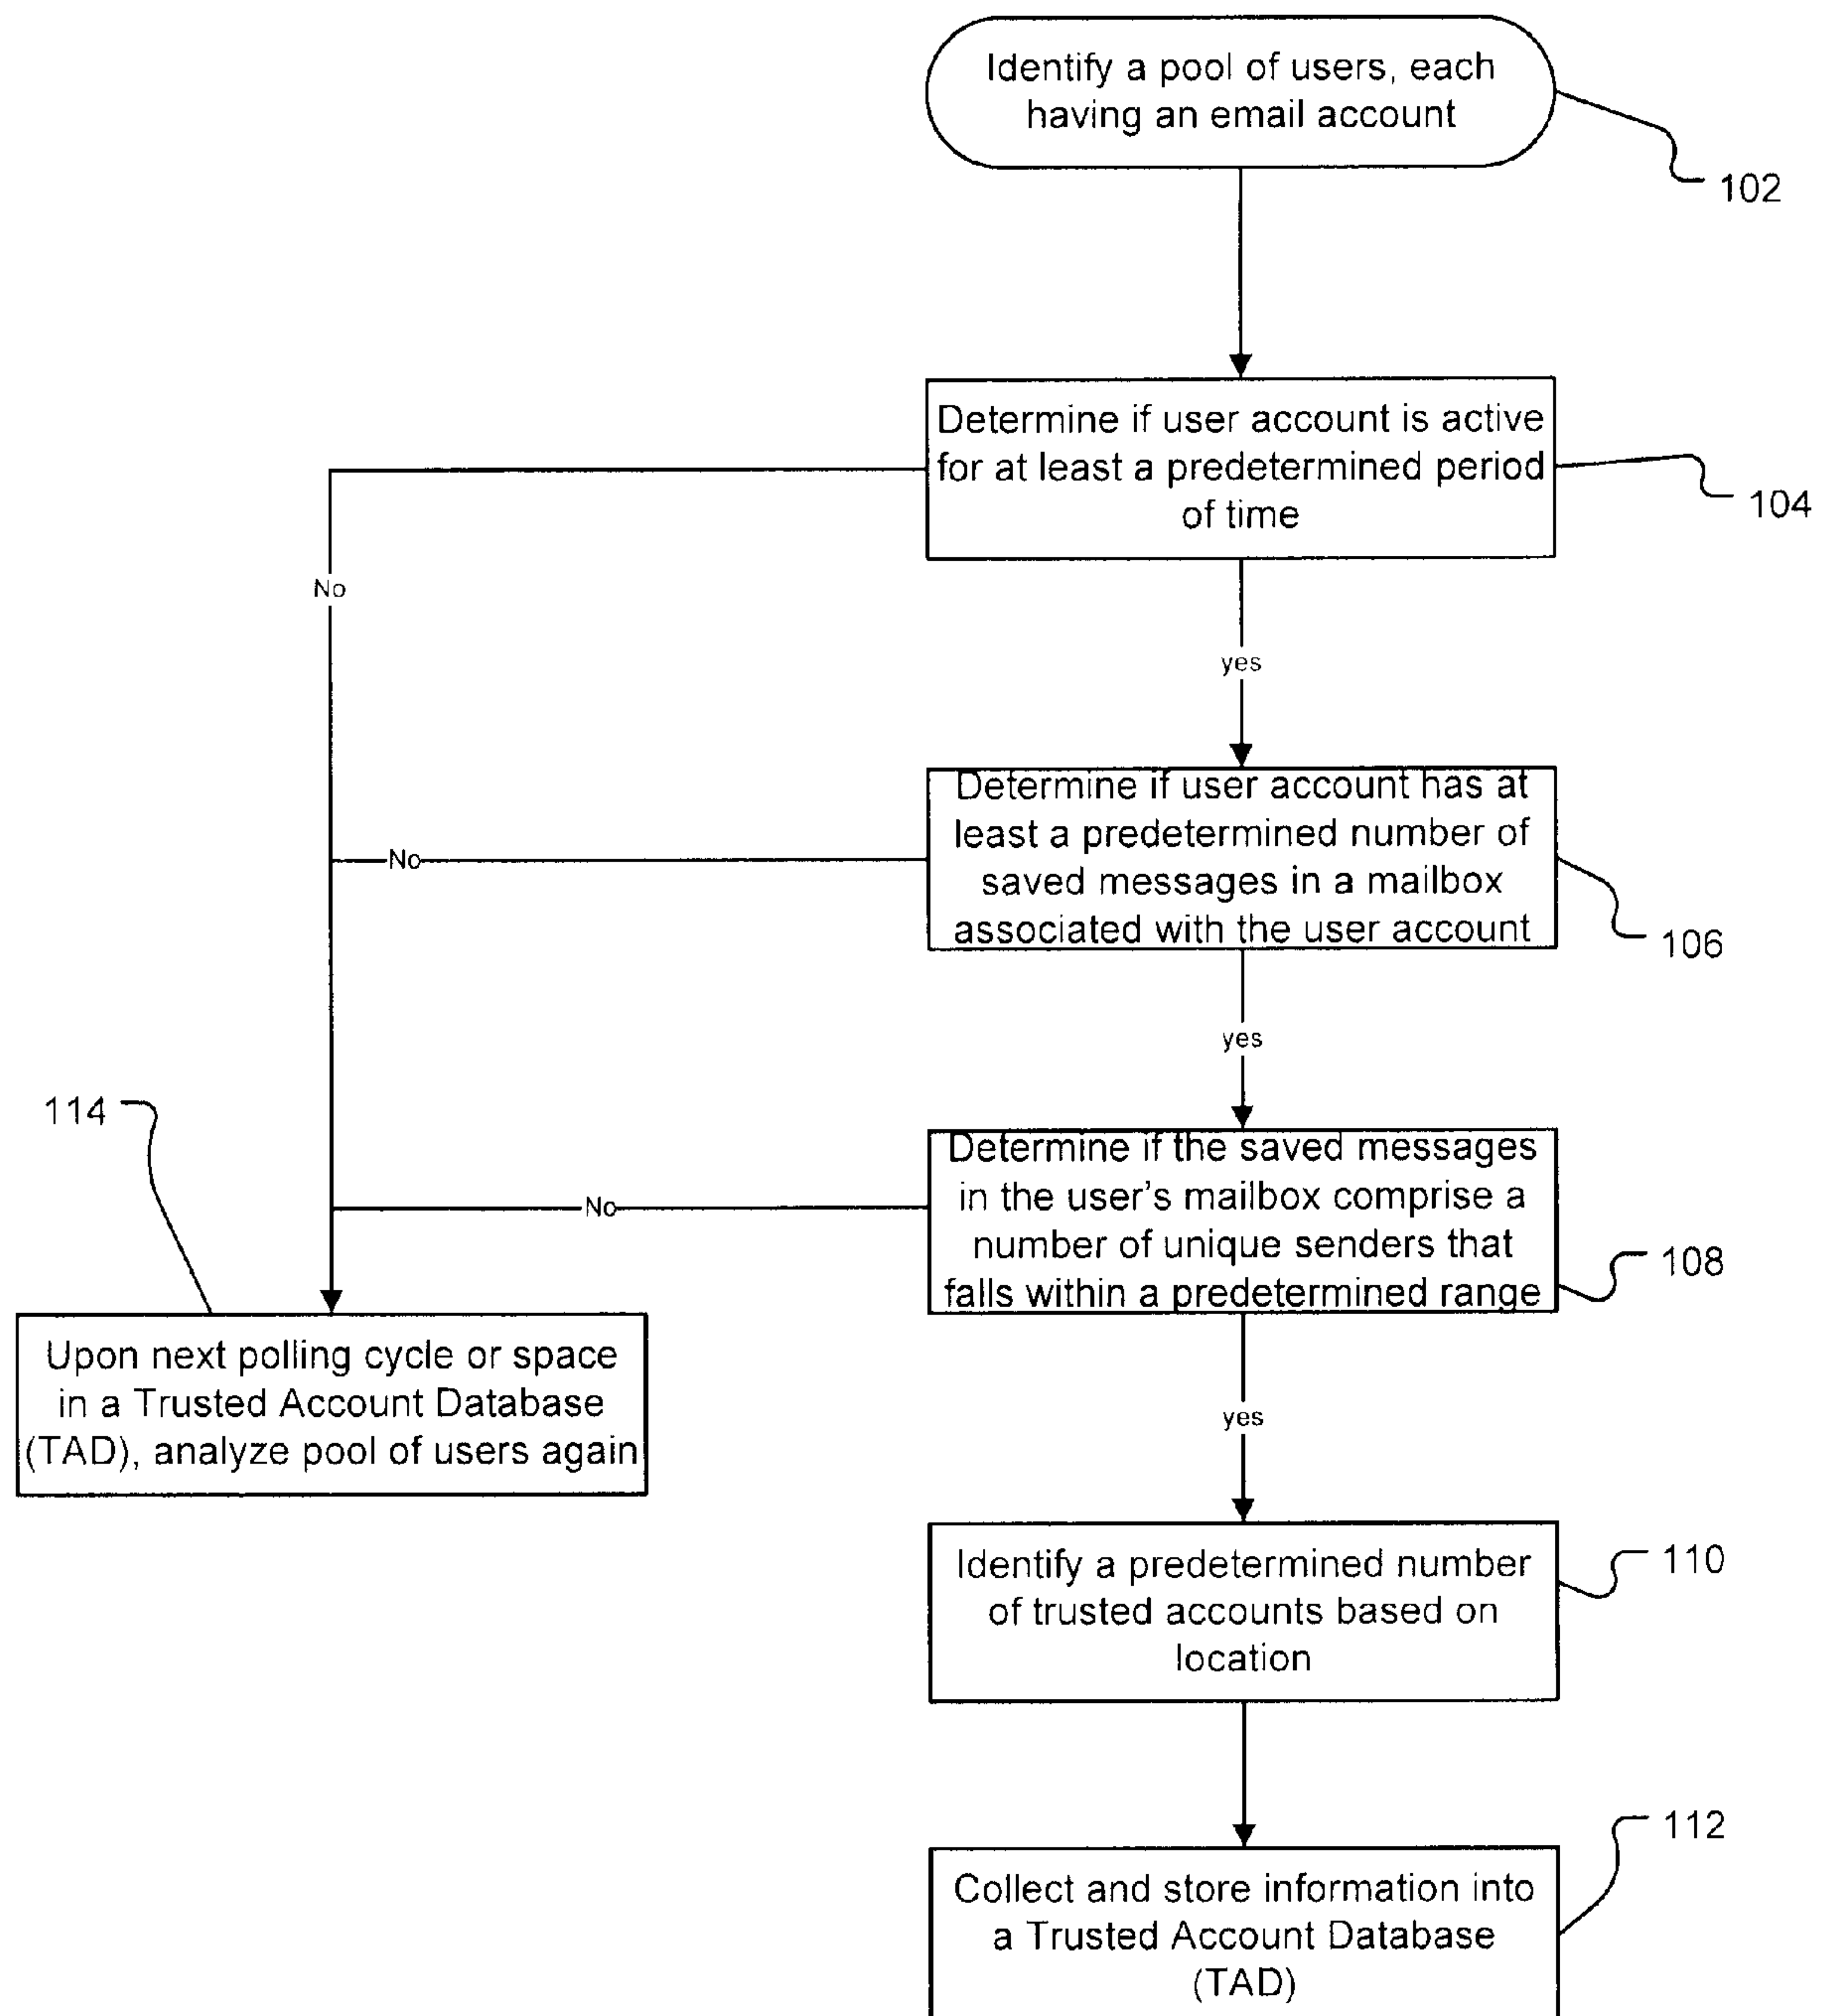 Identify a pool of users, each
having an email account
102
Determine if user account is active
for at least a predetermined period
of time
104
No
yes
Determine if user account has at
least a predetermined number of
saved messages in a mailbox
associated with the user account
106
No
yes
Determine if the saved messages
in the user's mailbox comprise a
number of unique senders that
falls within a predetermined range
108
No
114
Upon next polling cycle or space
in a Trusted Account Database
(TAD), analyze pool of users again
yes
Identify a predetermined number
of trusted accounts based on
location
110
Collect and store information into
a Trusted Account Database
(TAD)
112